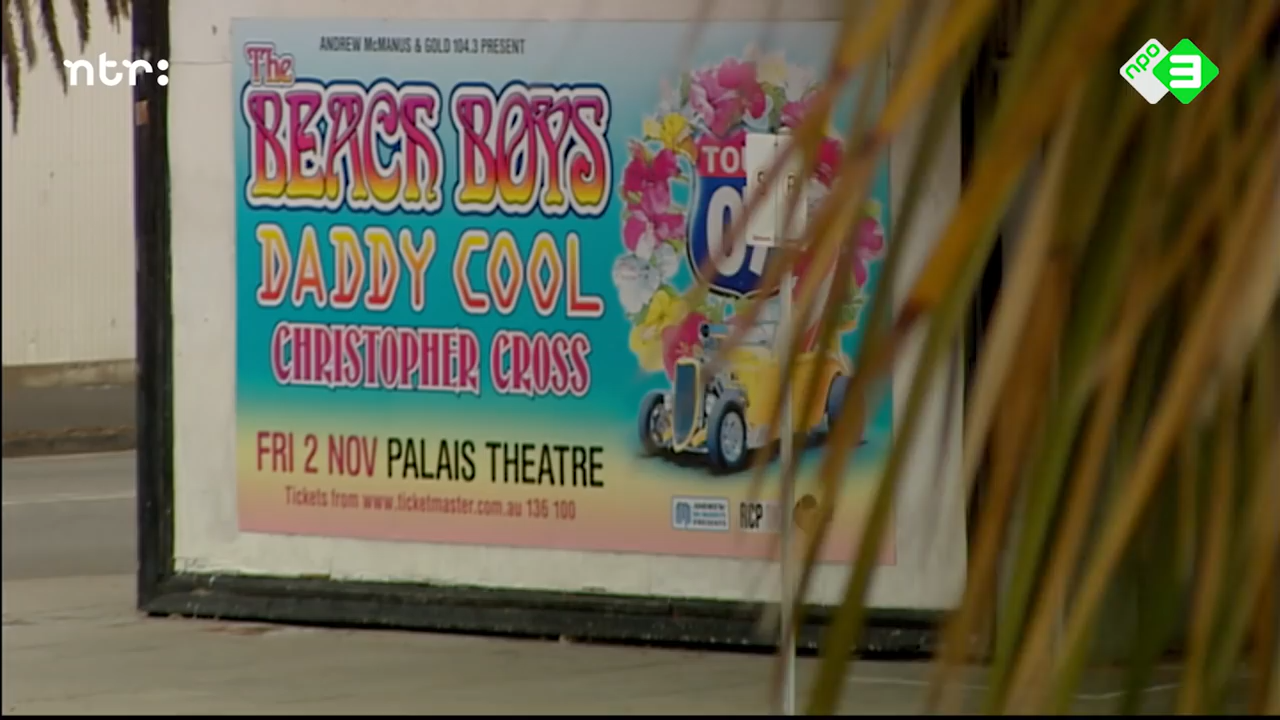 ntr:
npo
3
ANDREW McMANUS & GOLD 104.3 PRESENT
The
BEACH BOYS
DADDY COOL
CHRISTOPHER CROSS
FRI 2 NOV PALAIS THEATRE
Tickets from www.ticketmaster.com.au 136 100
RCP